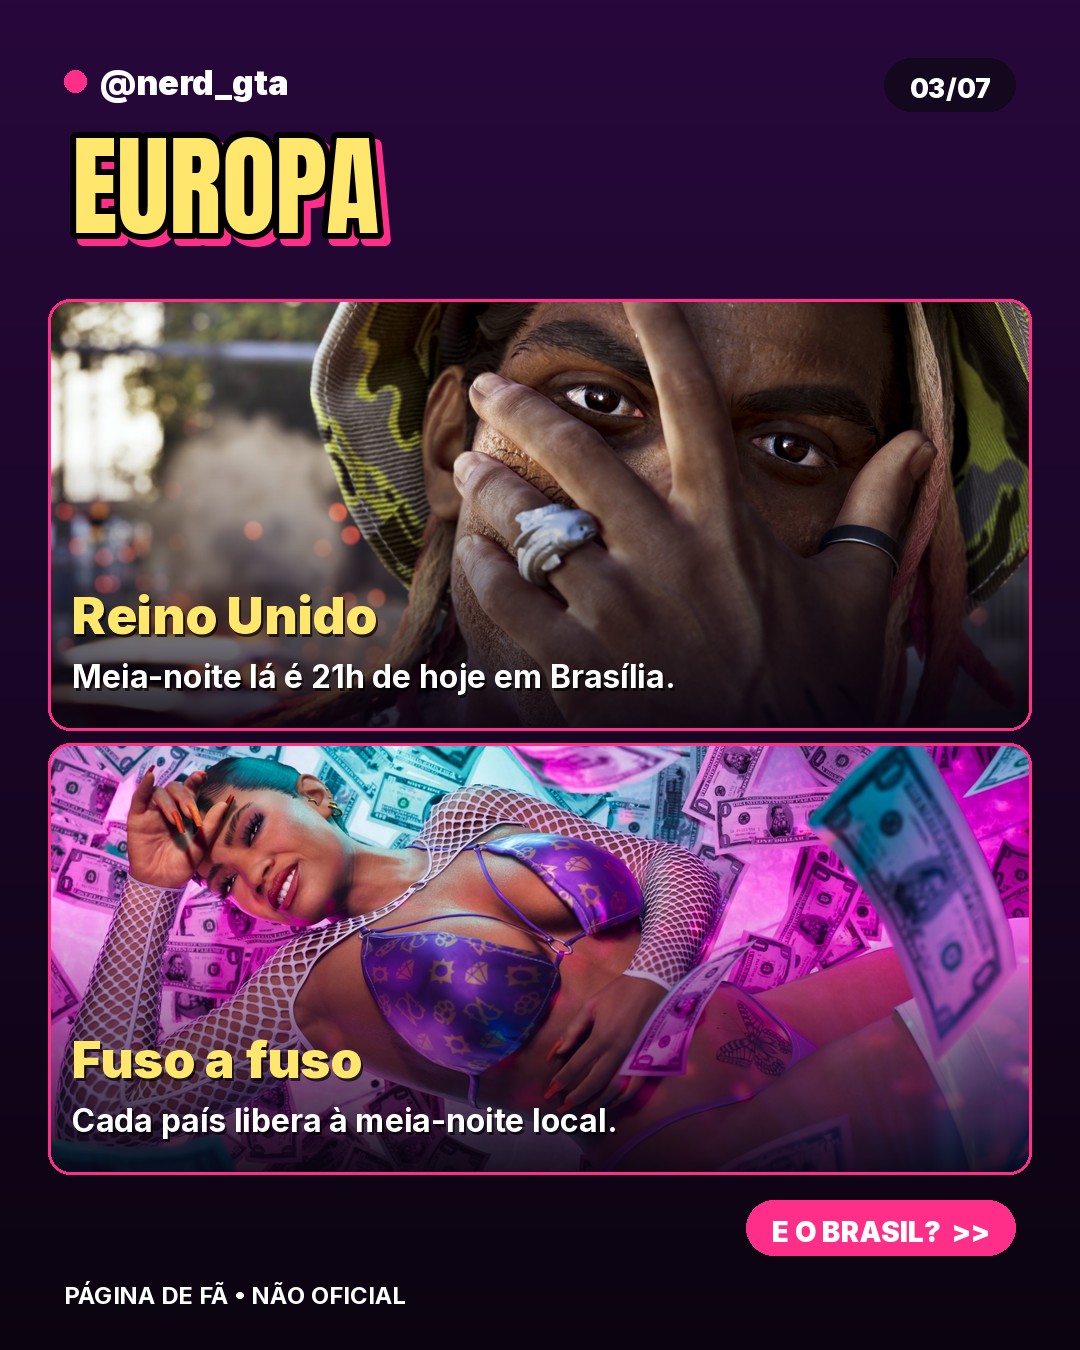 @nerd_gta
03/07
EUROPA
Reino Unido
Meia-noite lá é 21h de hoje em Brasília.
Fuso a fuso
Cada país libera à meia-noite local.
E O BRASIL? >>
PÁGINA DE FÃ • NÃO OFICIAL